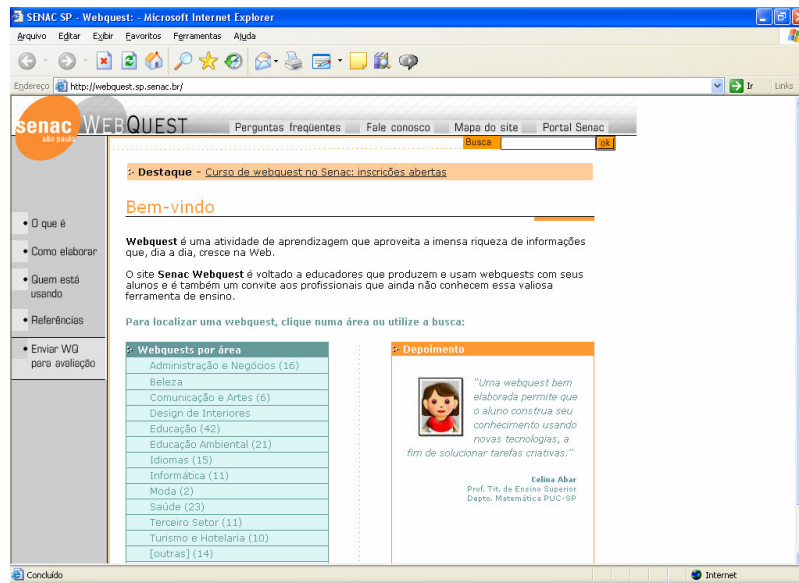 SENAC SP - Webquest: - Microsoft Internet Explorer
Arquivo Editar Exibir Favoritos Ferramentas Ajuda
Endereço http://webquest.sp.senac.br/ Ir Links
senac são paulo WEBQUEST
Perguntas freqüentes Fale conosco Mapa do site Portal Senac
Busca ok
Destaque - Curso de webquest no Senac: inscrições abertas
Bem-vindo
• O que é
• Como elaborar
• Quem está
usando
• Referências
• Enviar WQ
para avaliação
Webquest é uma atividade de aprendizagem que aproveita a imensa riqueza de informações
que, dia a dia, cresce na Web.
O site Senac Webquest é voltado a educadores que produzem e usam webquests com seus
alunos e é também um convite aos profissionais que ainda não conhecem essa valiosa
ferramenta de ensino.
Para localizar uma webquest, clique numa área ou utilize a busca:
Webquests por área
Administração e Negócios (16)
Beleza
Comunicação e Artes (6)
Design de Interiores
Educação (42)
Educação Ambiental (21)
Idiomas (15)
Informática (11)
Moda (2)
Saúde (23)
Terceiro Setor (11)
Turismo e Hotelaria (10)
[outras] (14)
Depoimento
"Uma webquest bem
elaborada permite que
o aluno construa seu
conhecimento usando
novas tecnologias, a
fim de solucionar tarefas criativas."
Celina Abar
Prof. Tit. de Ensino Superior
Depto. Matemática PUC-SP
Concluído Internet